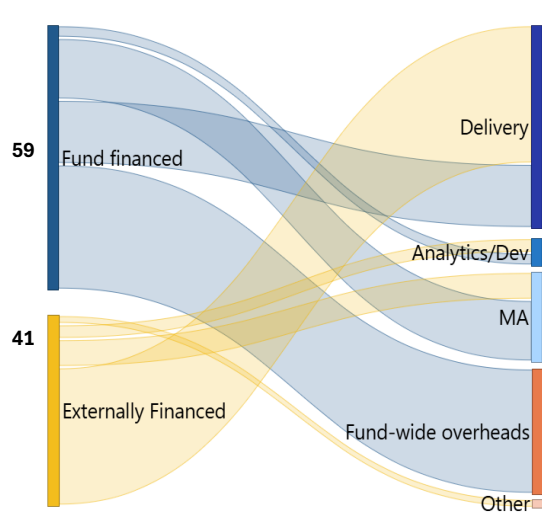 Delivery
59
Fund financed
Analytics/Dev
MA
41
Externally Financed
Fund-wide overheads
Other